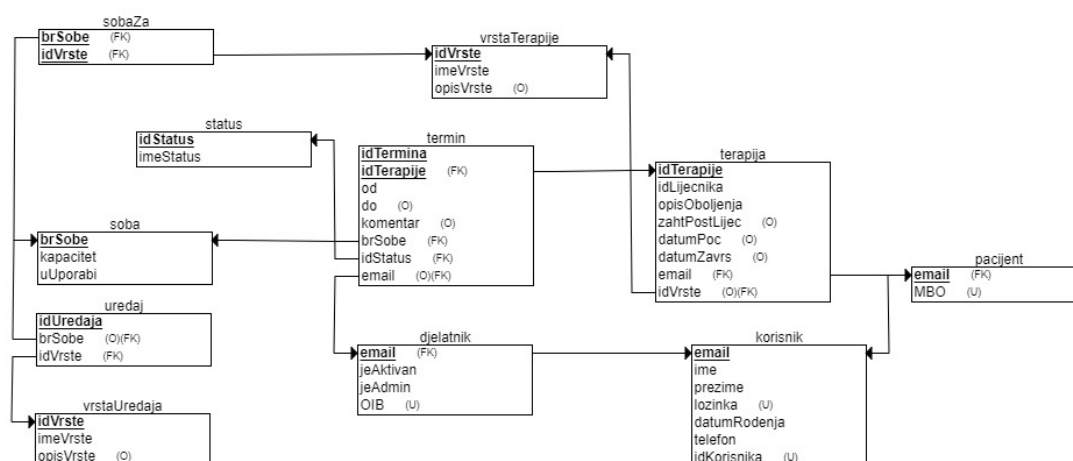 sobaZa
brSobe (FK)
idVrste (FK)
vrstaTerapije
idVrste
imeVrste
opisVrste (O)
status
idStatus
imeStatus
termin
idTermina
idTerapije (FK)
od
do (O)
komentar (O)
brSobe (FK)
idStatus (FK)
email (O)(FK)
terapija
idTerapije
idLijecnika
opisOboljenja
zahtPostLijec (O)
datumPoc (O)
datumZavrs (O)
email (FK)
idVrste (O)(FK)
soba
brSobe
kapacitet
uUporabi
pacijent
email (FK)
MBO (U)
uredaj
idUredaja
brSobe (O)(FK)
idVrste (FK)
djelatnik
email (FK)
jeAktivan
jeAdmin
OIB (U)
korisnik
email
ime
prezime
lozinka (U)
datumRodenja
telefon
idKorisnika (U)
vrstaUredaja
idVrste
imeVrste
opisVrste (O)